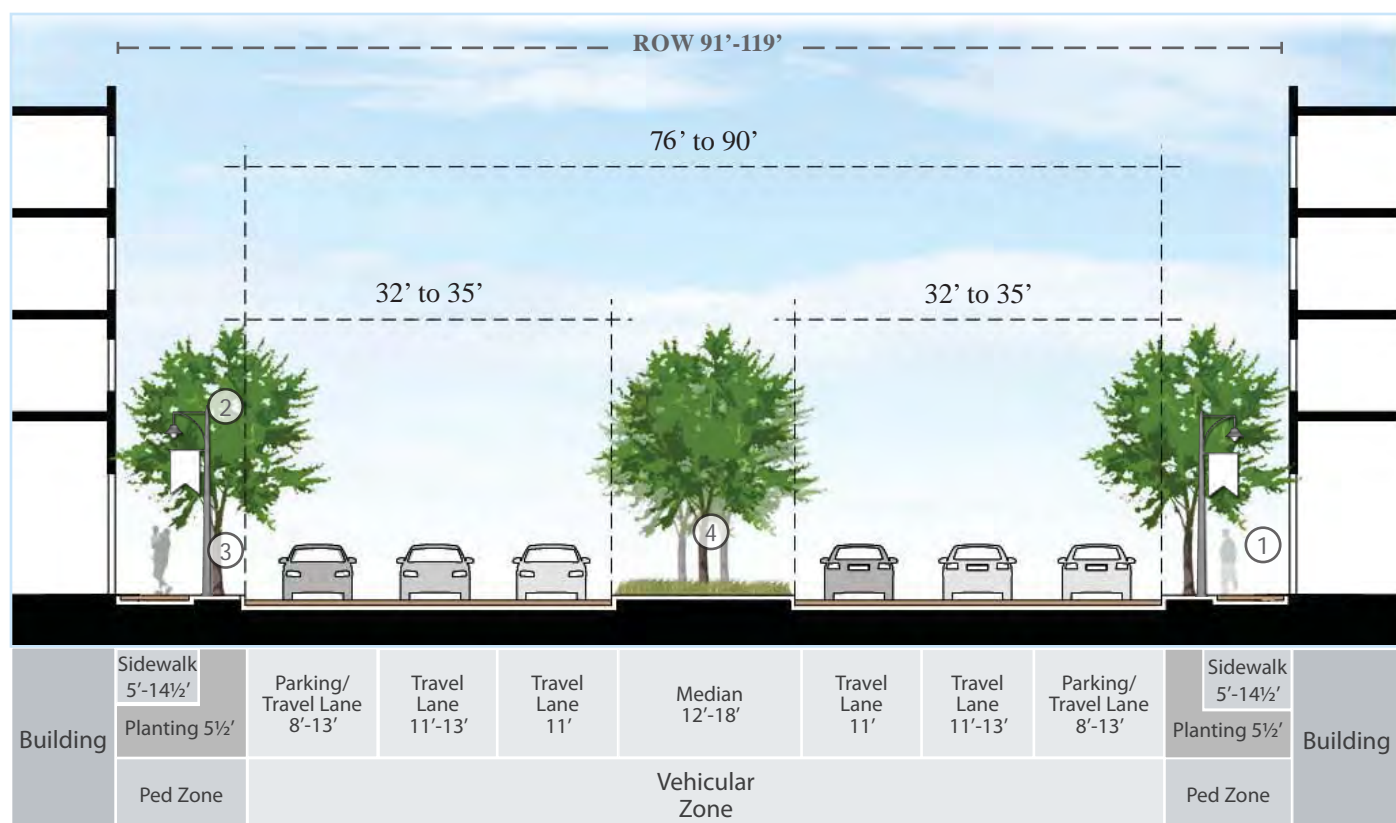 ROW 91’-119’
76’ to 90’
32’ to 35’
32’ to 35’
2
3
4
1
Building
Sidewalk
5’-14½’
Planting 5½’
Ped Zone
Parking/
Travel Lane
8’-13’
Travel
Lane
11’-13’
Travel
Lane
11’
Median
12’-18’
Travel
Lane
11’
Travel
Lane
11’-13’
Parking/
Travel Lane
8’-13’
Vehicular
Zone
Sidewalk
5’-14½’
Planting 5½’
Ped Zone
Building